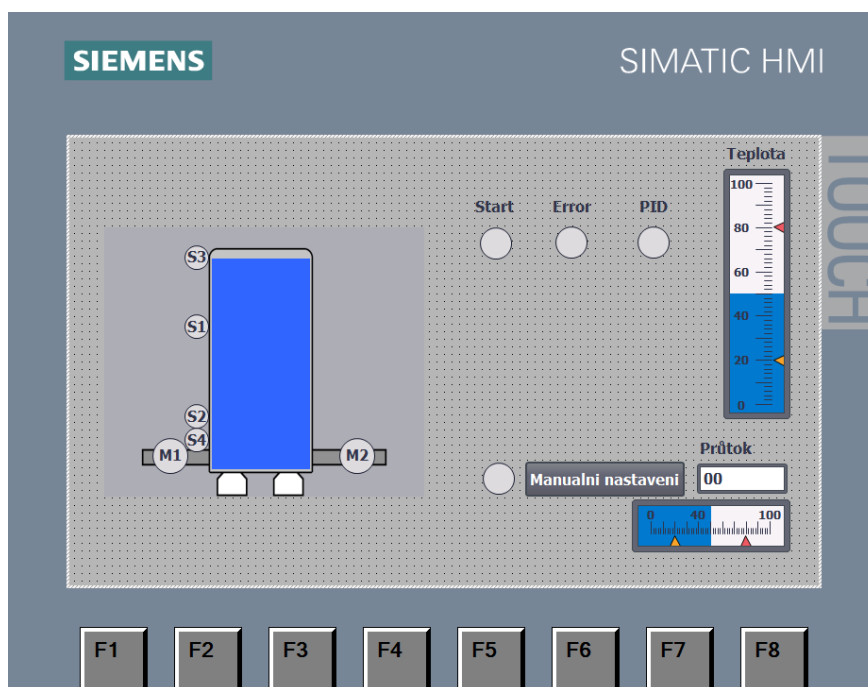 SIEMENS
SIMATIC HMI
TOUCH
Teplota
100
80
60
40
20
0
Start Error PID
S3
S1
S2
S4
M1 M2
Průtok
Manualni nastaveni 00
0 40 100
F1 F2 F3 F4 F5 F6 F7 F8